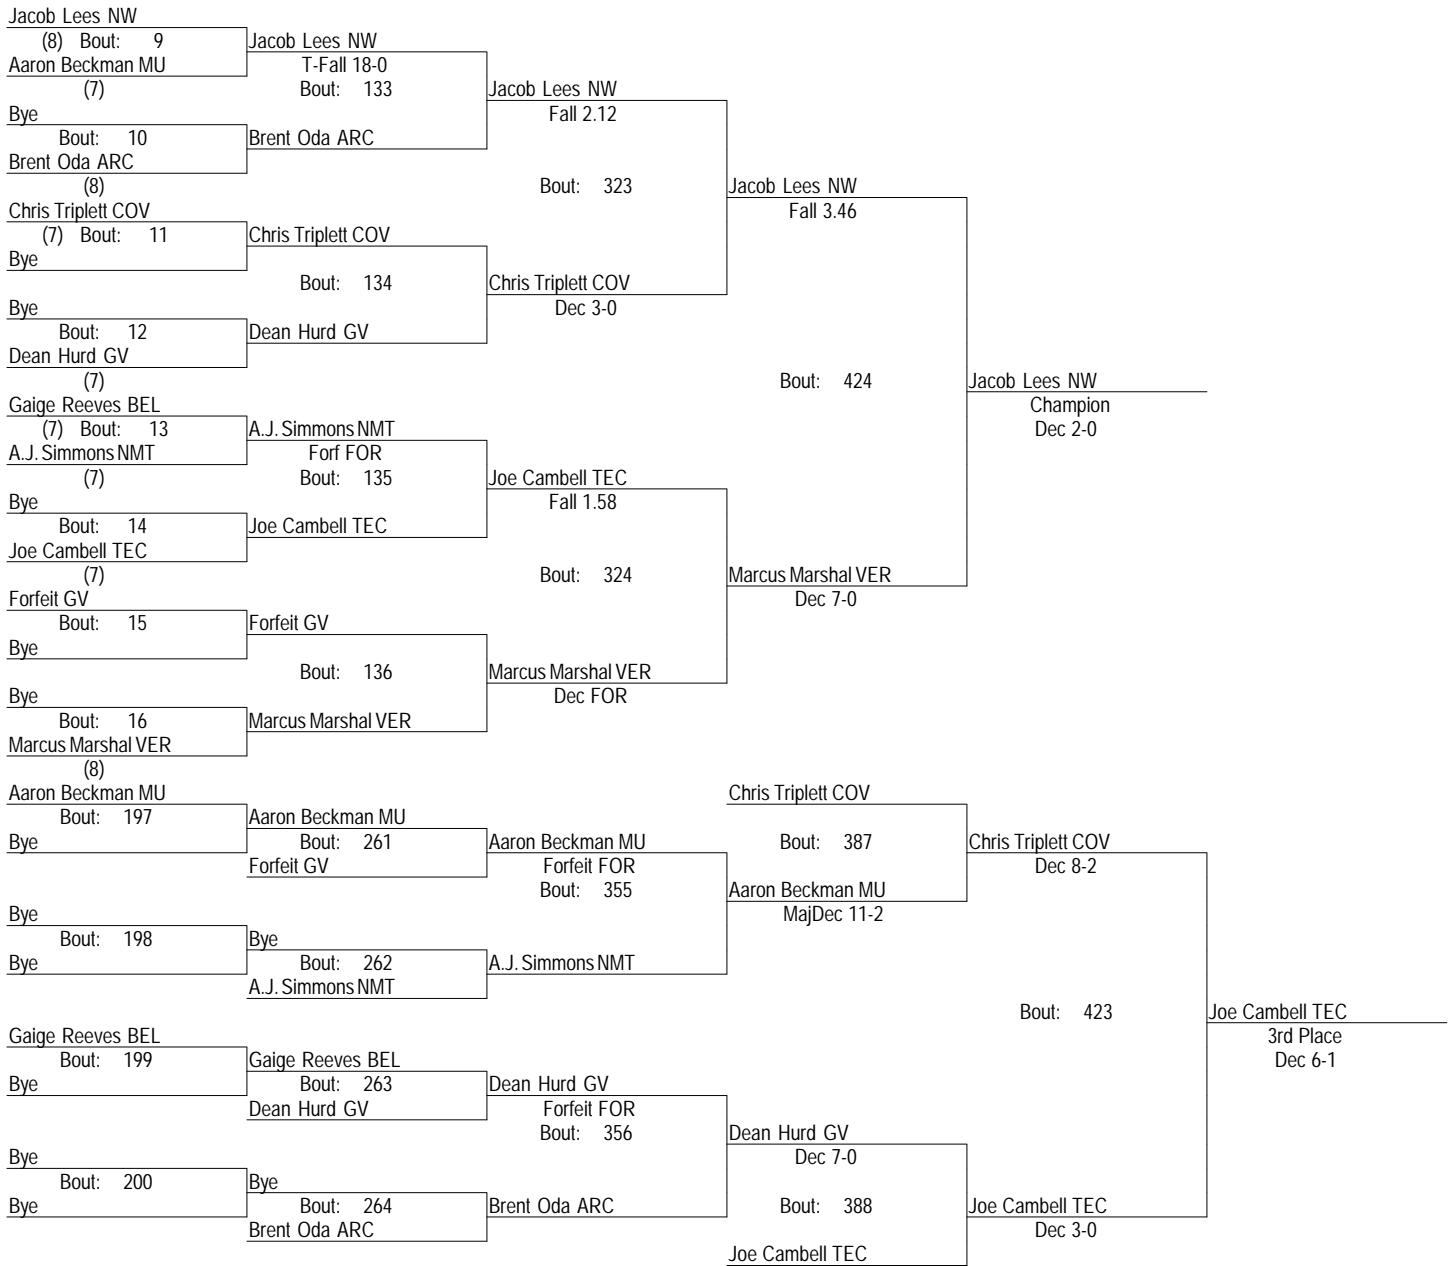 Jacob Lees NW
(8) Bout: 9 Jacob Lees NW
Aaron Beckman MU T-Fall 18-0
(7) Bout: 133 Jacob Lees NW
Bye Fall 2.12
Bout: 10 Brent Oda ARC
Brent Oda ARC
(8) Bout: 323 Jacob Lees NW
Chris Triplett COV Fall 3.46
(7) Bout: 11 Chris Triplett COV
Bye
Bout: 134 Chris Triplett COV
Bye Dec 3-0
Bout: 12 Dean Hurd GV
Dean Hurd GV
(7) Bout: 424 Jacob Lees NW
Gaige Reeves BEL Champion
(7) Bout: 13 A.J. Simmons NMT Dec 2-0
A.J. Simmons NMT Forf FOR
(7) Bout: 135 Joe Cambell TEC
Bye Fall 1.58
Bout: 14 Joe Cambell TEC
Joe Cambell TEC
(7) Bout: 324 Marcus Marshal VER
Forfeit GV Dec 7-0
Bout: 15 Forfeit GV
Bye
Bout: 136 Marcus Marshal VER
Bye Dec FOR
Bout: 16 Marcus Marshal VER
Marcus Marshal VER
(8)
Aaron Beckman MU Chris Triplett COV
Bout: 197 Aaron Beckman MU
Bye Bout: 261 Aaron Beckman MU Bout: 387 Chris Triplett COV
Forfeit GV Forfeit FOR Dec 8-2
Bout: 355 Aaron Beckman MU
Bye MajDec 11-2
Bout: 198 Bye
Bye Bout: 262 A.J. Simmons NMT
A.J. Simmons NMT
Bout: 423 Joe Cambell TEC
Gaige Reeves BEL 3rd Place
Bout: 199 Gaige Reeves BEL Dec 6-1
Bye Bout: 263 Dean Hurd GV
Dean Hurd GV Forfeit FOR
Bout: 356 Dean Hurd GV
Bye Dec 7-0
Bout: 200 Bye
Bye Bout: 264 Brent Oda ARC Bout: 388 Joe Cambell TEC
Brent Oda ARC Dec 3-0
Joe Cambell TEC